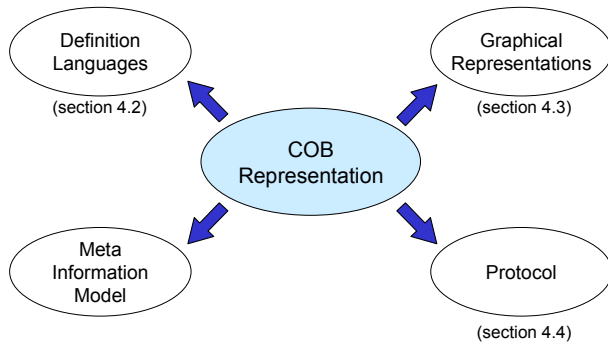 Definition
Languages
(section 4.2)
Graphical
Representations
(section 4.3)
COB
Representation
Meta
Information
Model
Protocol
(section 4.4)